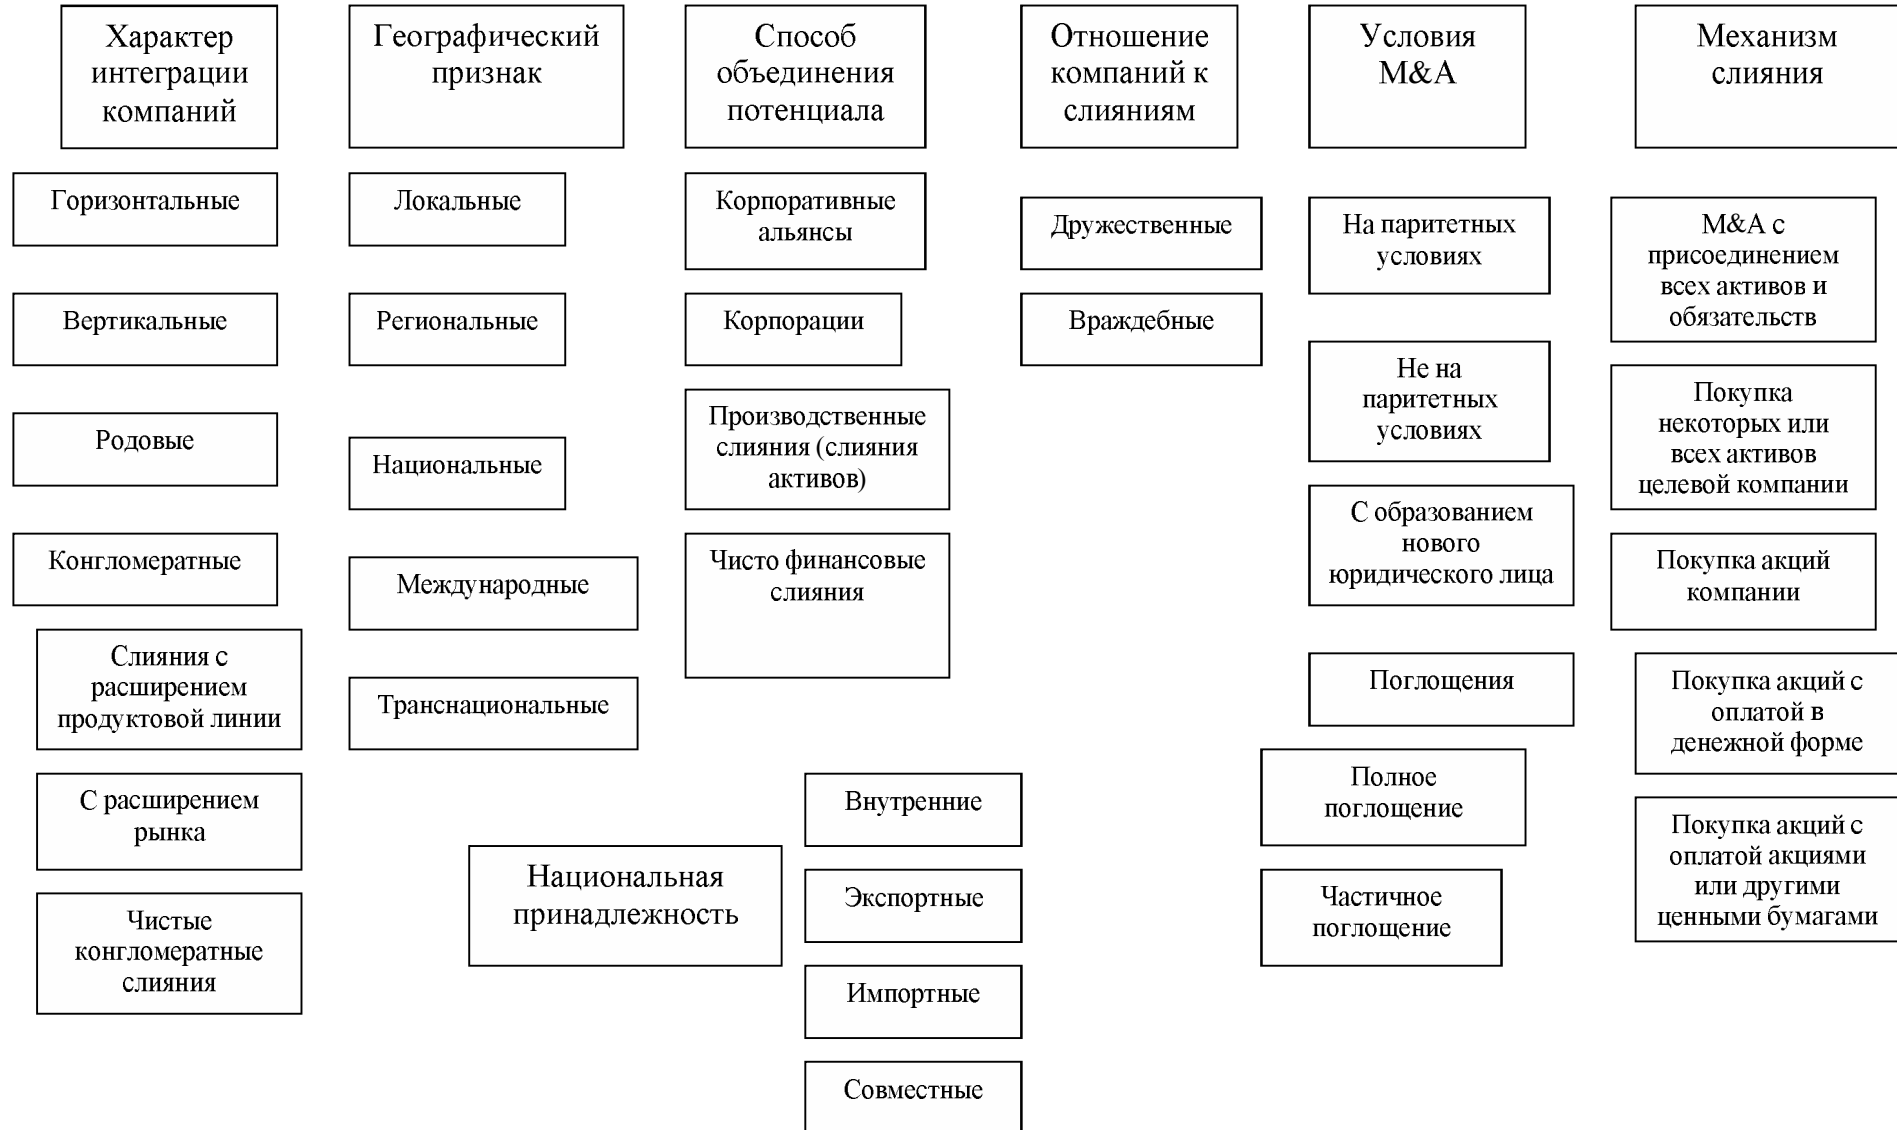 Характер
интеграции
компаний
Горизонтальные
Вертикальные
Родовые
Конгломератные
Слияния с
расширением
продуктовой линии
С расширением
рынка
Чистые
конгломератные
слияния
Географический
признак
Локальные
Региональные
Национальные
Международные
Транснациональные
Способ
объединения
потенциала
Корпоративные
альянсы
Корпорации
Производственные
слияния (слияния
активов)
Чисто финансовые
слияния
Национальная
принадлежность
Внутренние
Экспортные
Импортные
Совместные
Отношение
компаний к
слияниям
Дружественные
Враждебные
Условия
M&A
На паритетных
условиях
Не на
паритетных
условиях
С образованием
нового
юридического лица
Поглощения
Полное
поглощение
Частичное
поглощение
Механизм
слияния
M&A с
присоединением
всех активов и
обязательств
Покупка
некоторых или
всех активов
целевой компании
Покупка акций
компании
Покупка акций с
оплатой в
денежной форме
Покупка акций с
оплатой акциями
или другими
ценными бумагами